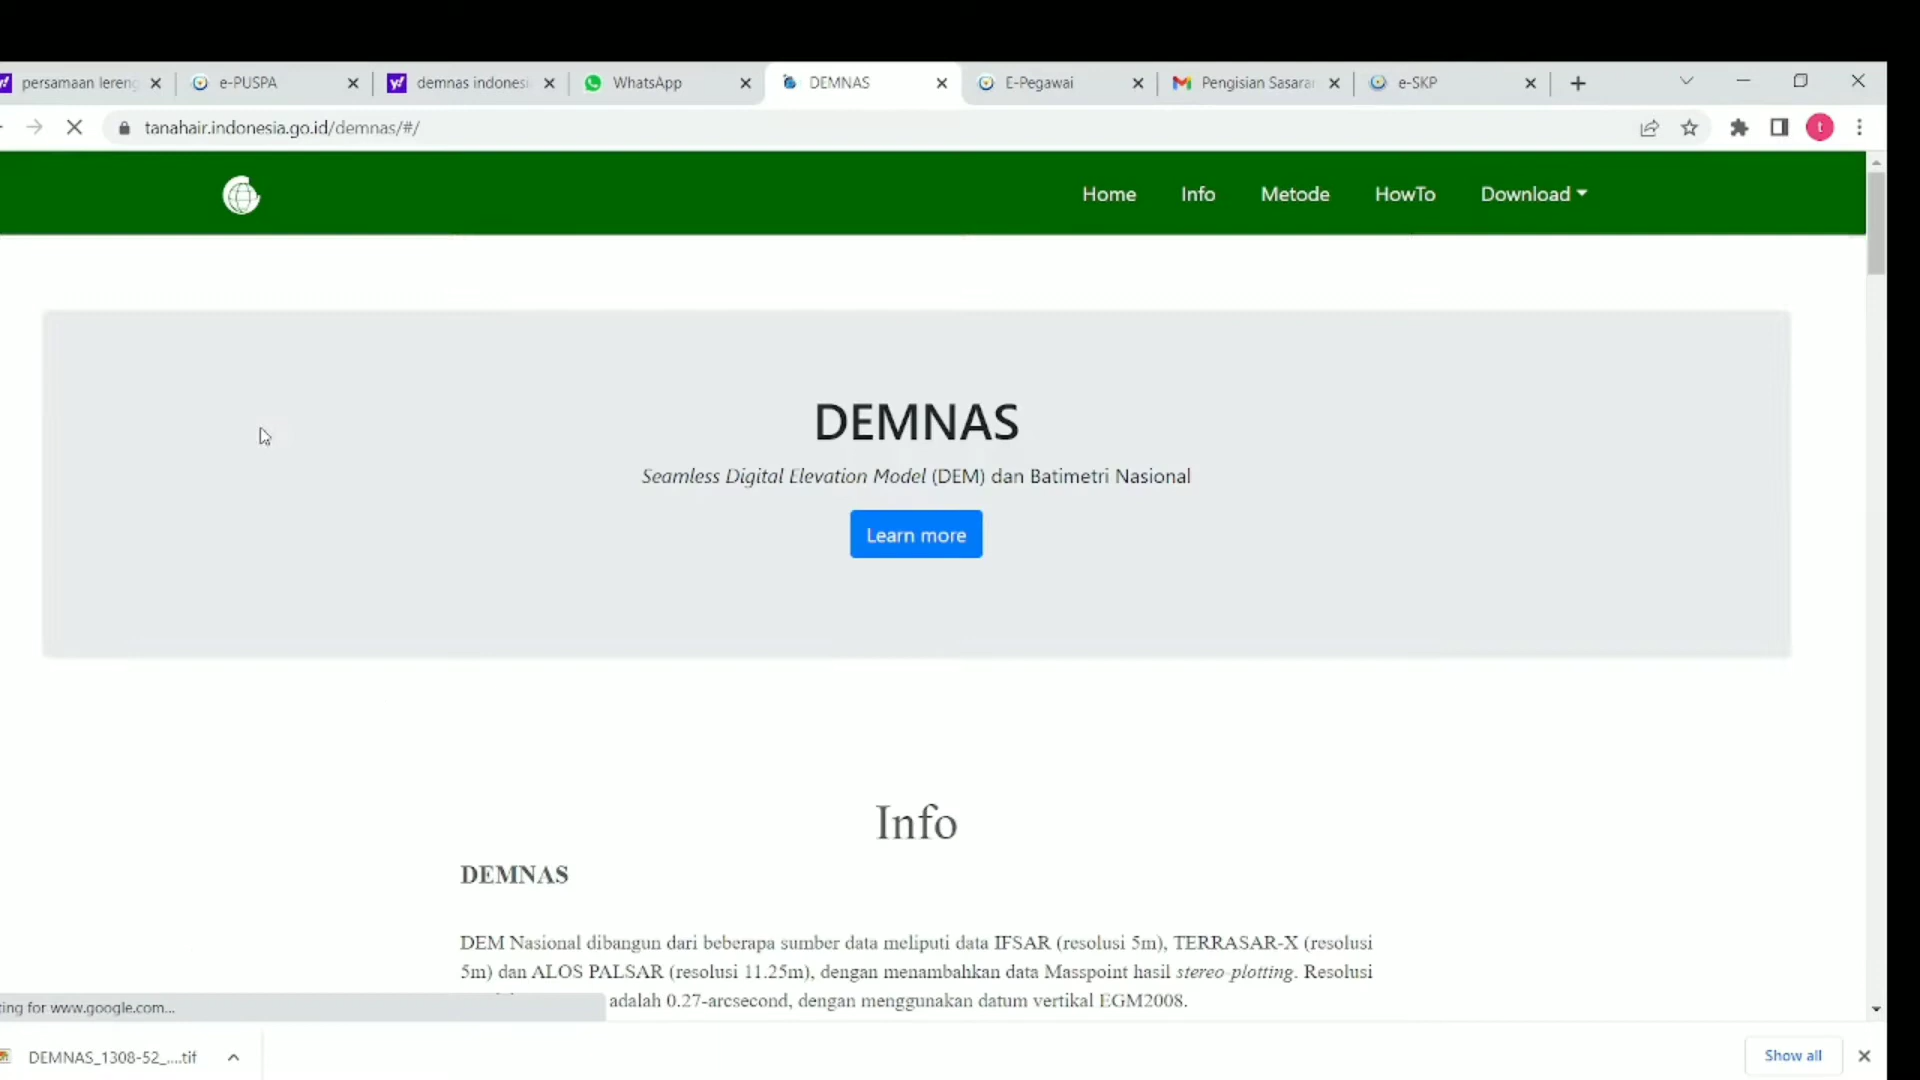 persamaan lereng
e-PUSPA
demnas indonesi
WhatsApp
DEMNAS
E-Pegawai
Pengisian Sasaran
e-SKP
tanahair.indonesia.go.id/demnas/#/
t
Home
Info
Metode
HowTo
Download
DEMNAS
Seamless Digital Elevation Model (DEM) dan Batimetri Nasional
Learn more
Info
DEMNAS
DEM Nasional dibangun dari beberapa sumber data meliputi data IFSAR (resolusi 5m), TERRASAR-X (resolusi
5m) dan ALOS PALSAR (resolusi 11.25m), dengan menambahkan data Masspoint hasil stereo-plotting. Resolusi
adalah 0.27-arcsecond, dengan menggunakan datum vertikal EGM2008.
ting for www.google.com...
DEMNAS_1308-52_....tif
Show all